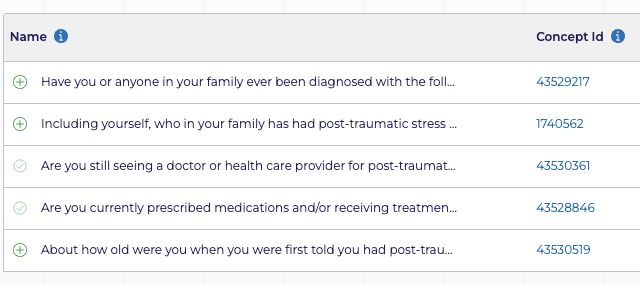 Name Concept Id
Have you or anyone in your family ever been diagnosed with the foll... 43529217
Including yourself, who in your family has had post-traumatic stress ... 1740562
Are you still seeing a doctor or health care provider for post-traumat... 43530361
Are you currently prescribed medications and/or receiving treatmen... 43528846
About how old were you when you were first told you had post-trau... 43530519